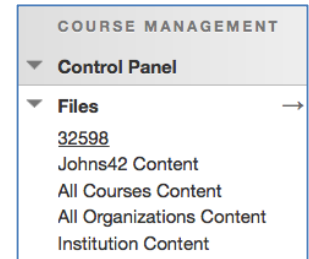 COURSE MANAGEMENT
Control Panel
Files →
32598
Johns42 Content
All Courses Content
All Organizations Content
Institution Content